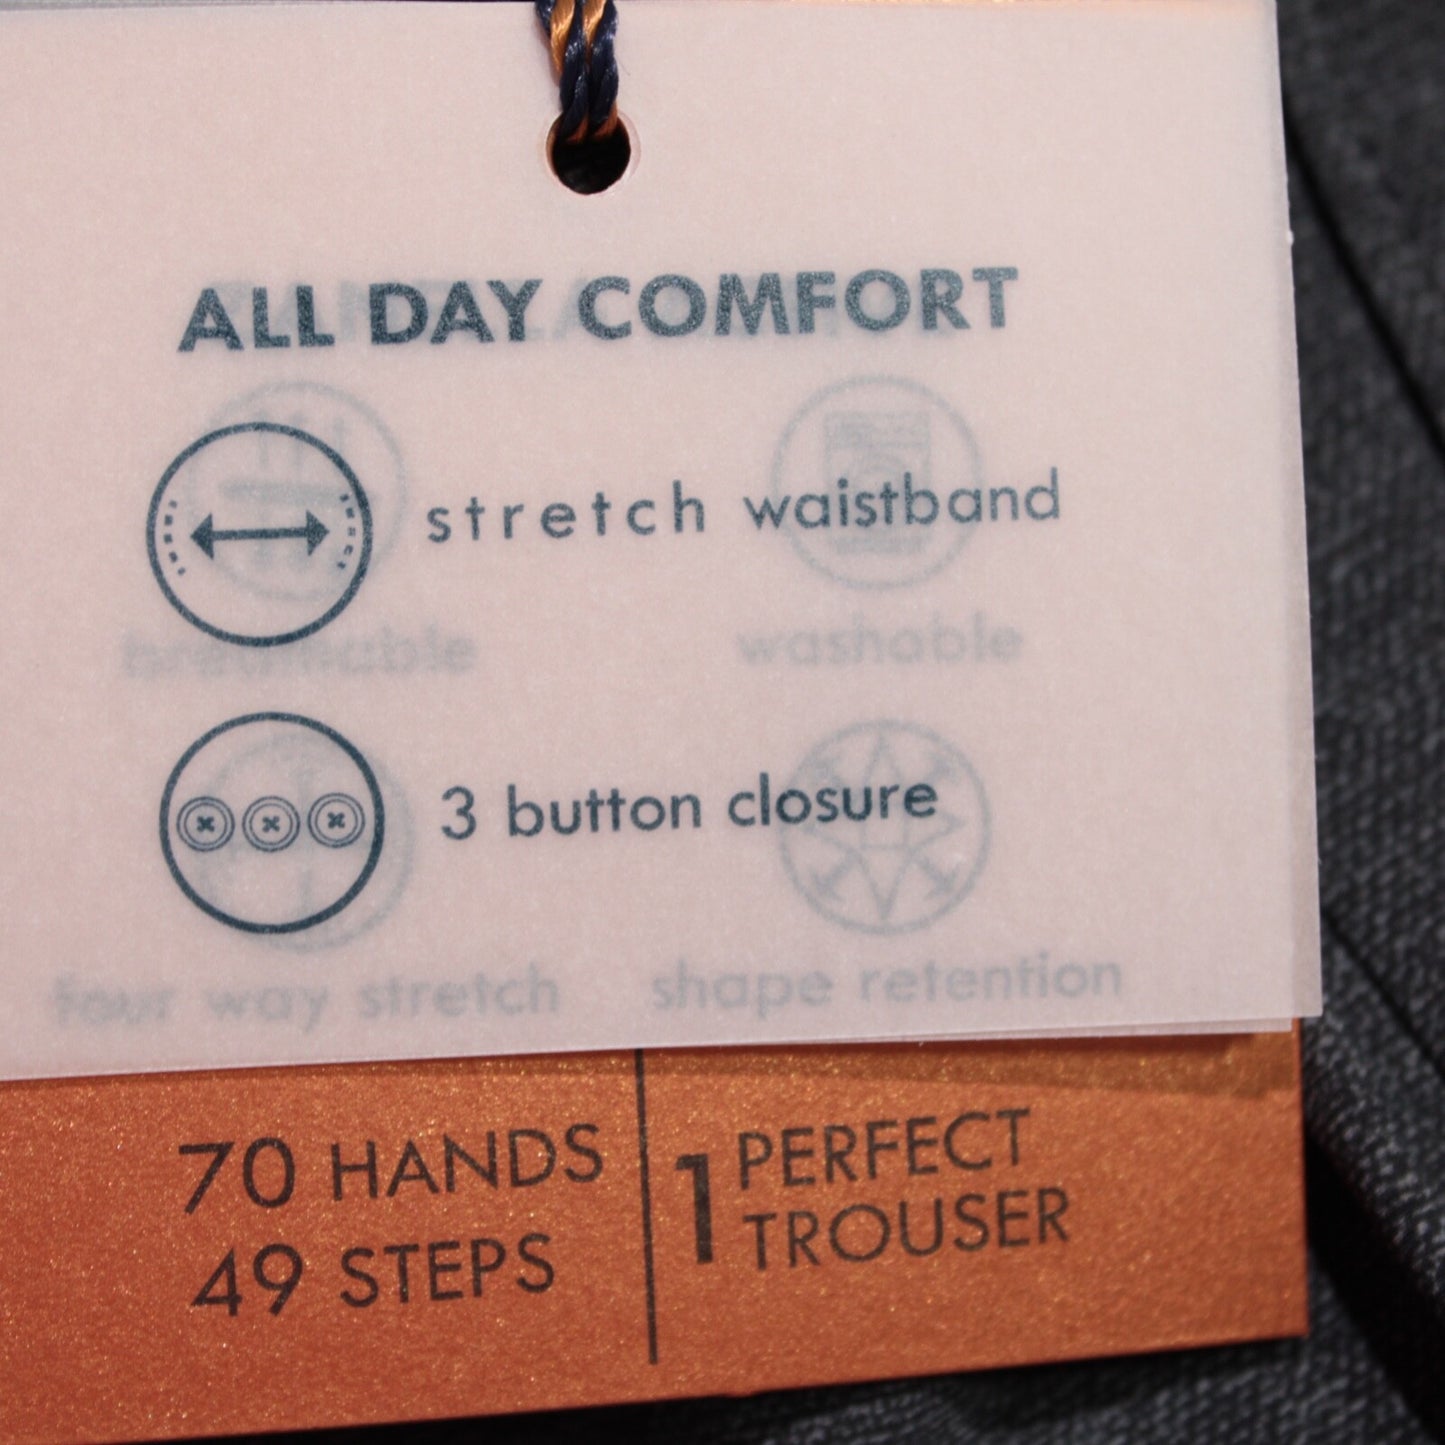 ALL DAY COMFORT
stretch waistband
breathable washable
3 button closure
four way stretch shape retention
70 HANDS
49 STEPS
1 PERFECT
TROUSER